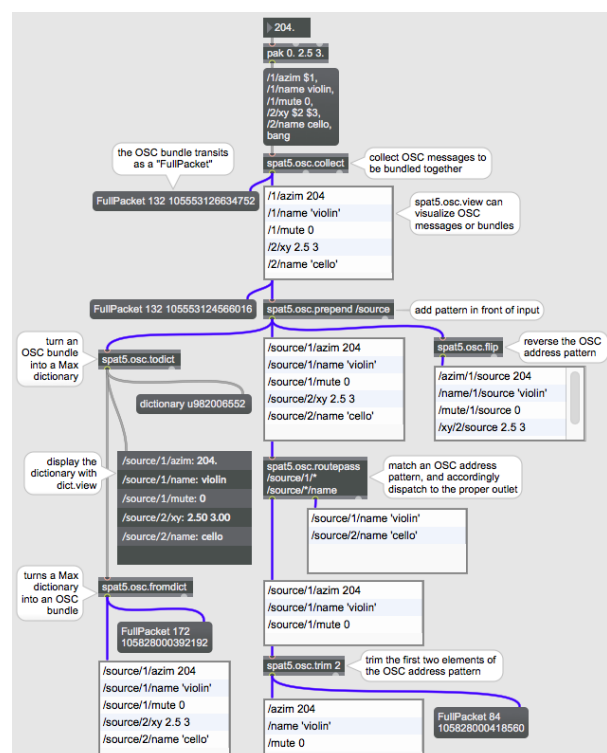 204.
pak 0. 2.5 3.
/1/azim $1,
/1/name violin,
/1/mute 0,
/2/xy $2 $3,
/2/name cello,
bang
the OSC bundle transits
as a "FullPacket"
spat5.osc.collect
collect OSC messages to
be bundled together
FullPacket 132 105553126634752
/1/azim 204
/1/name 'violin'
/1/mute 0
/2/xy 2.5 3
/2/name 'cello'
spat5.osc.view can
visualize OSC
messages or bundles
FullPacket 132 105553124566016
spat5.osc.prepend /source
add pattern in front of input
turn an
OSC bundle
into a Max
dictionary
spat5.osc.todict
dictionary u982006552
/source/1/azim 204
/source/1/name 'violin'
/source/1/mute 0
/source/2/xy 2.5 3
/source/2/name 'cello'
spat5.osc.flip
reverse the OSC
address pattern
/azim/1/source 204
/name/1/source 'violin'
/mute/1/source 0
/xy/2/source 2.5 3
display the
dictionary with
dict.view
/source/1/azim: 204.
/source/1/name: violin
/source/1/mute: 0
/source/2/xy: 2.50 3.00
/source/2/name: cello
spat5.osc.routepass
/source/1/*
/source/*/name
match an OSC address
pattern, and accordingly
dispatch to the proper outlet
/source/1/name 'violin'
/source/2/name 'cello'
turns a Max
dictionary
into an OSC
bundle
spat5.osc.fromdict
FullPacket 172
105828000392192
/source/1/azim 204
/source/1/name 'violin'
/source/1/mute 0
spat5.osc.trim 2
trim the first two elements of
the OSC address pattern
/source/1/azim 204
/source/1/name 'violin'
/source/1/mute 0
/source/2/xy 2.5 3
/source/2/name 'cello'
/azim 204
/name 'violin'
/mute 0
FullPacket 84
105828000418560